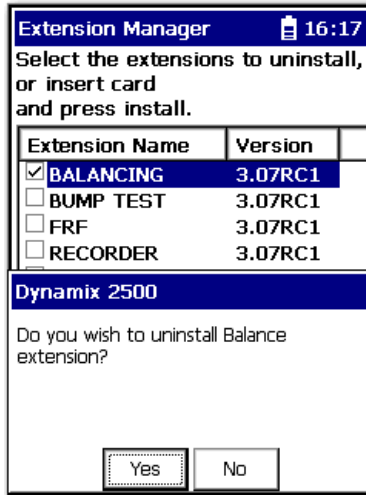 Extension Manager 16:17
Select the extensions to uninstall,
or insert card
and press install.
Extension Name Version
BALANCING 3.07RC1
BUMP TEST 3.07RC1
FRF 3.07RC1
RECORDER 3.07RC1
Dynamix 2500
Do you wish to uninstall Balance
extension?
Yes No